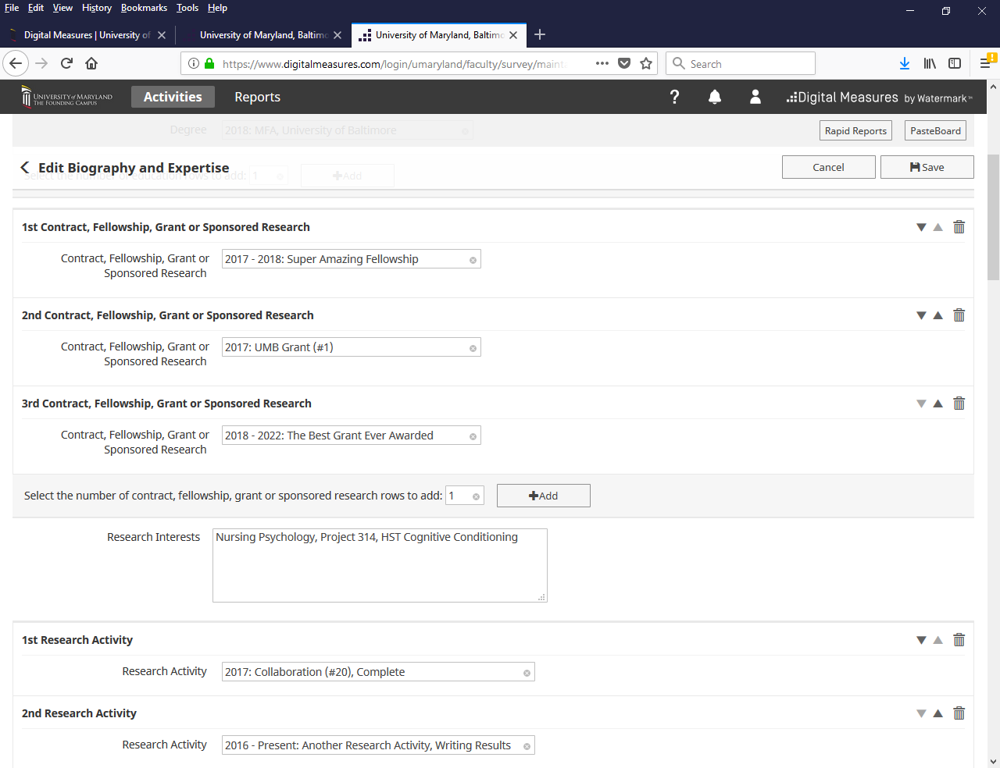 File Edit View History Bookmarks Tools Help
Digital Measures | University of
University of Maryland, Baltimo
University of Maryland, Baltimo
https://www.digitalmeasures.com/login/umaryland/faculty/survey/mainta
Search
UNIVERSITY of MARYLAND
THE FOUNDING CAMPUS
Activities
Reports
Digital Measures by Watermark™
Degree
2018: MFA, University of Baltimore
Rapid Reports
PasteBoard
Edit Biography and Expertise
Cancel
Save
Select the number of education rows to add: 1
Add
1st Contract, Fellowship, Grant or Sponsored Research
Contract, Fellowship, Grant or
Sponsored Research
2017 - 2018: Super Amazing Fellowship
2nd Contract, Fellowship, Grant or Sponsored Research
Contract, Fellowship, Grant or
Sponsored Research
2017: UMB Grant (#1)
3rd Contract, Fellowship, Grant or Sponsored Research
Contract, Fellowship, Grant or
Sponsored Research
2018 - 2022: The Best Grant Ever Awarded
Select the number of contract, fellowship, grant or sponsored research rows to add: 1
Add
Research Interests
Nursing Psychology, Project 314, HST Cognitive Conditioning
1st Research Activity
Research Activity
2017: Collaboration (#20), Complete
2nd Research Activity
Research Activity
2016 - Present: Another Research Activity, Writing Results